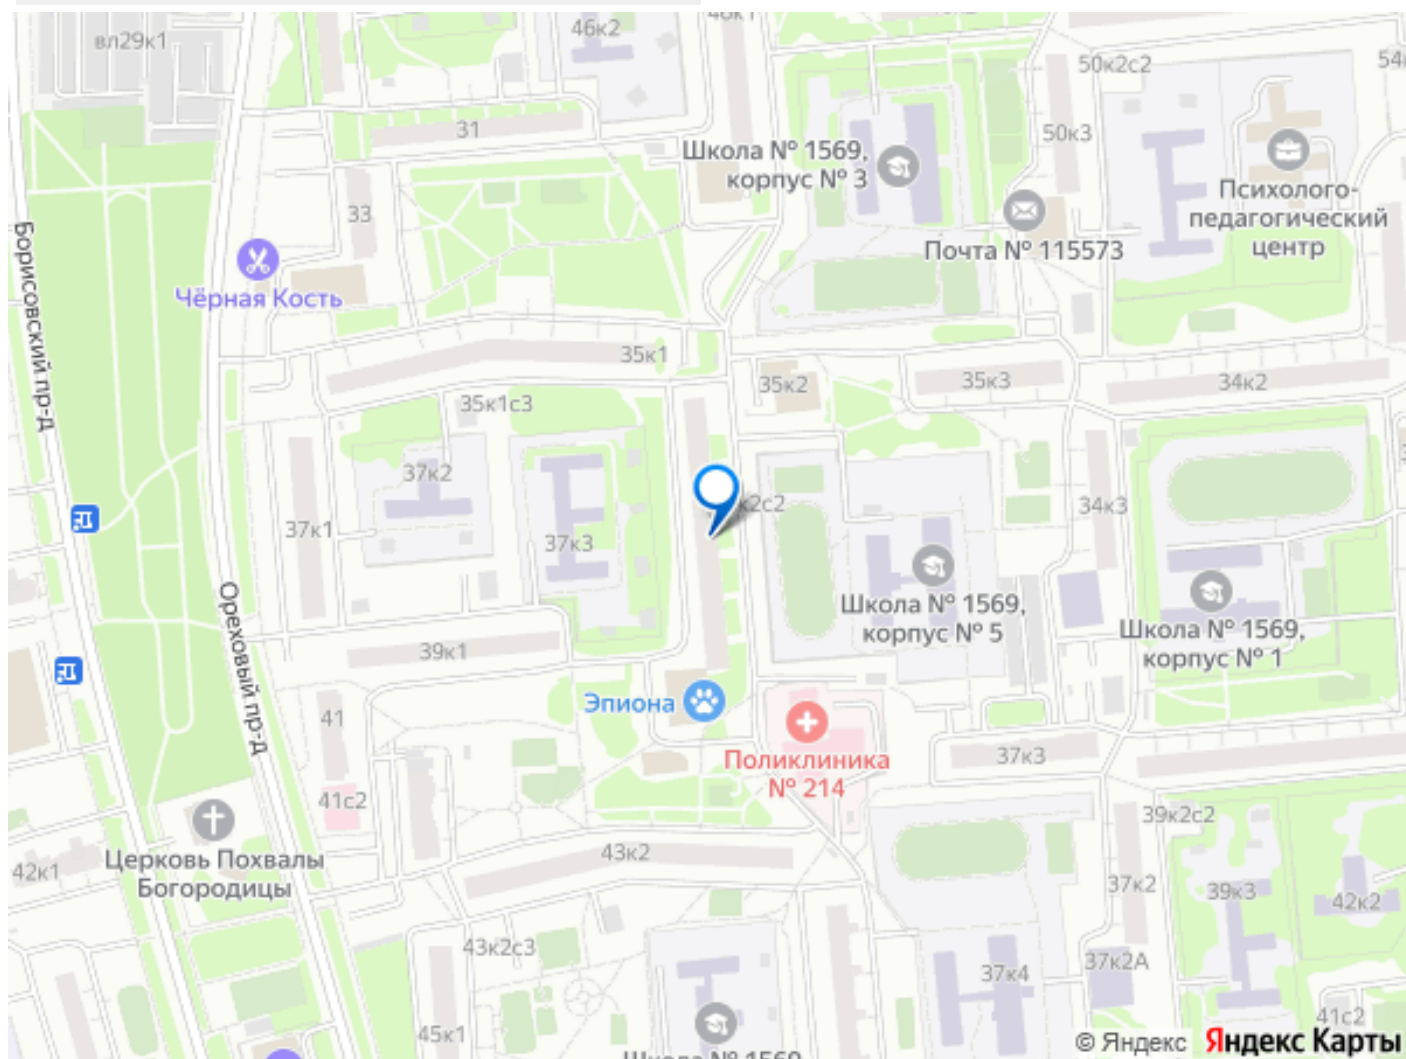 46к2
вл29к1
50к2с2
31
50к3
Школа № 1569,
корпус № 3
Психолого-
педагогический
центр
33
Почта № 115573
Чёрная Кость
Борисовский пр-д
35к1
35к2
35к3
34к2
35к1с3
37к2
37к1
37к3
34к3
Школа № 1569,
корпус № 5
Школа № 1569,
корпус № 1
Ореховый пр-д
39к1
Эпиона
41
Поликлиника
№ 214
37к3
41с2
39к2с2
Церковь Похвалы
Богородицы
42к1
43к2
37к2
39к3
42к2
43к2с3
37к4
37к2А
45к1
41с2
Школа № 1569
© Яндекс Яндекс Карты